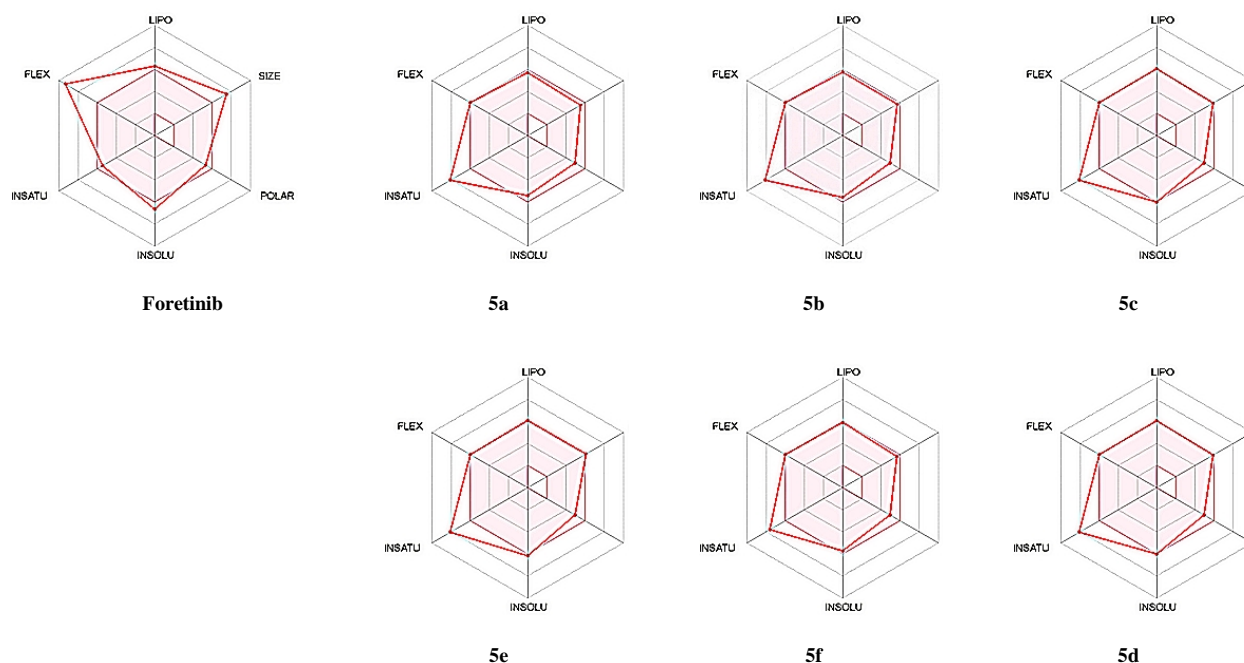 LIPO
FLEX
SIZE
INSATU
POLAR
INSOLU
Foretinib
LIPO
FLEX
INSATU
INSOLU
5a
LIPO
FLEX
INSATU
INSOLU
5b
LIPO
FLEX
INSATU
INSOLU
5c
LIPO
FLEX
INSATU
INSOLU
5e
LIPO
FLEX
INSATU
INSOLU
5f
LIPO
FLEX
INSATU
INSOLU
5d